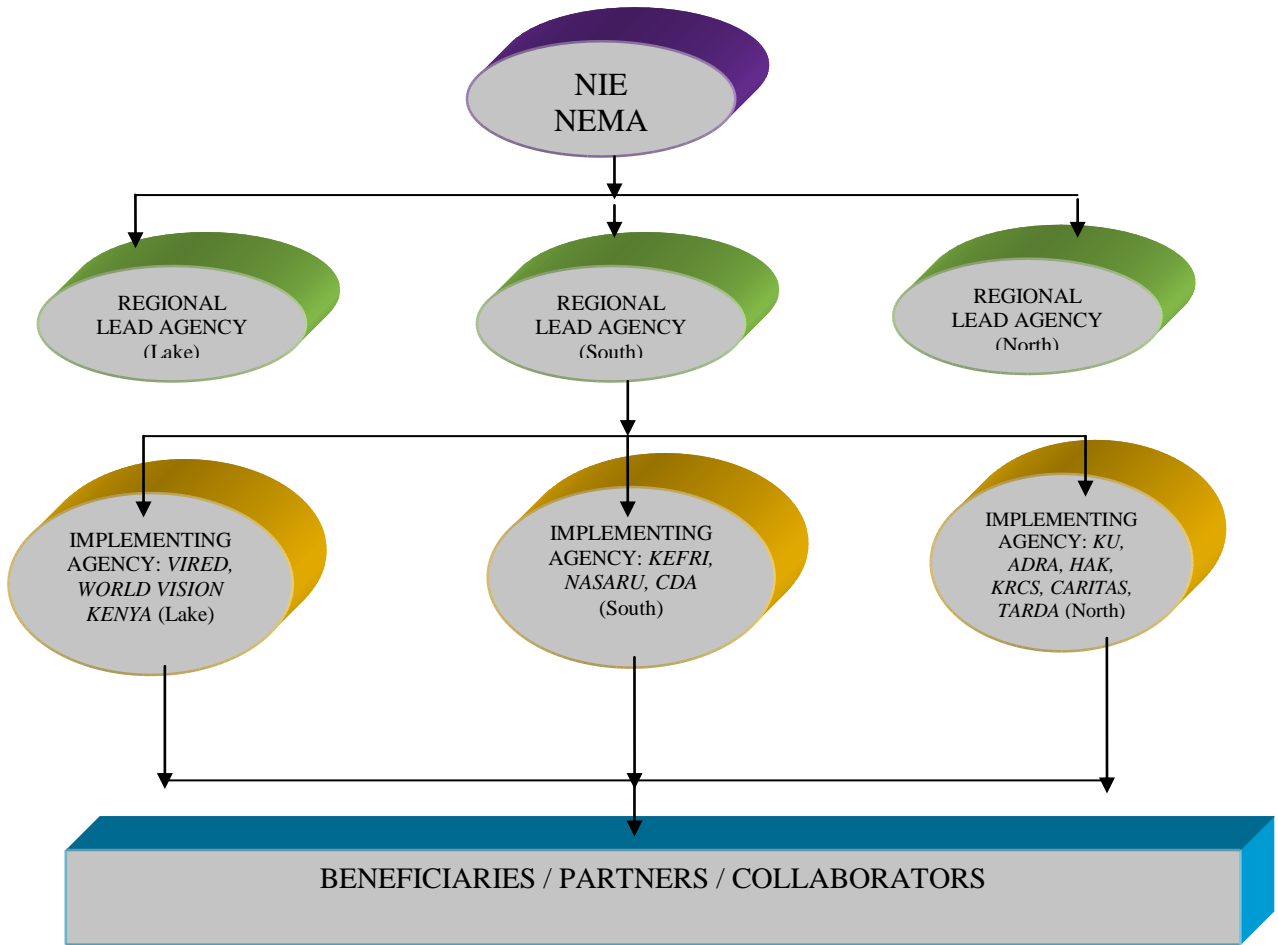 NIE
NEMA
REGIONAL
LEAD AGENCY
(Lake)
REGIONAL
LEAD AGENCY
(South)
REGIONAL
LEAD AGENCY
(North)
IMPLEMENTING
AGENCY: VIRED,
WORLD VISION
KENYA (Lake)
IMPLEMENTING
AGENCY: KEFRI,
NASARU, CDA
(South)
IMPLEMENTING
AGENCY: KU,
ADRA, HAK,
KRCS, CARITAS,
TARDA (North)
BENEFICIARIES / PARTNERS / COLLABORATORS